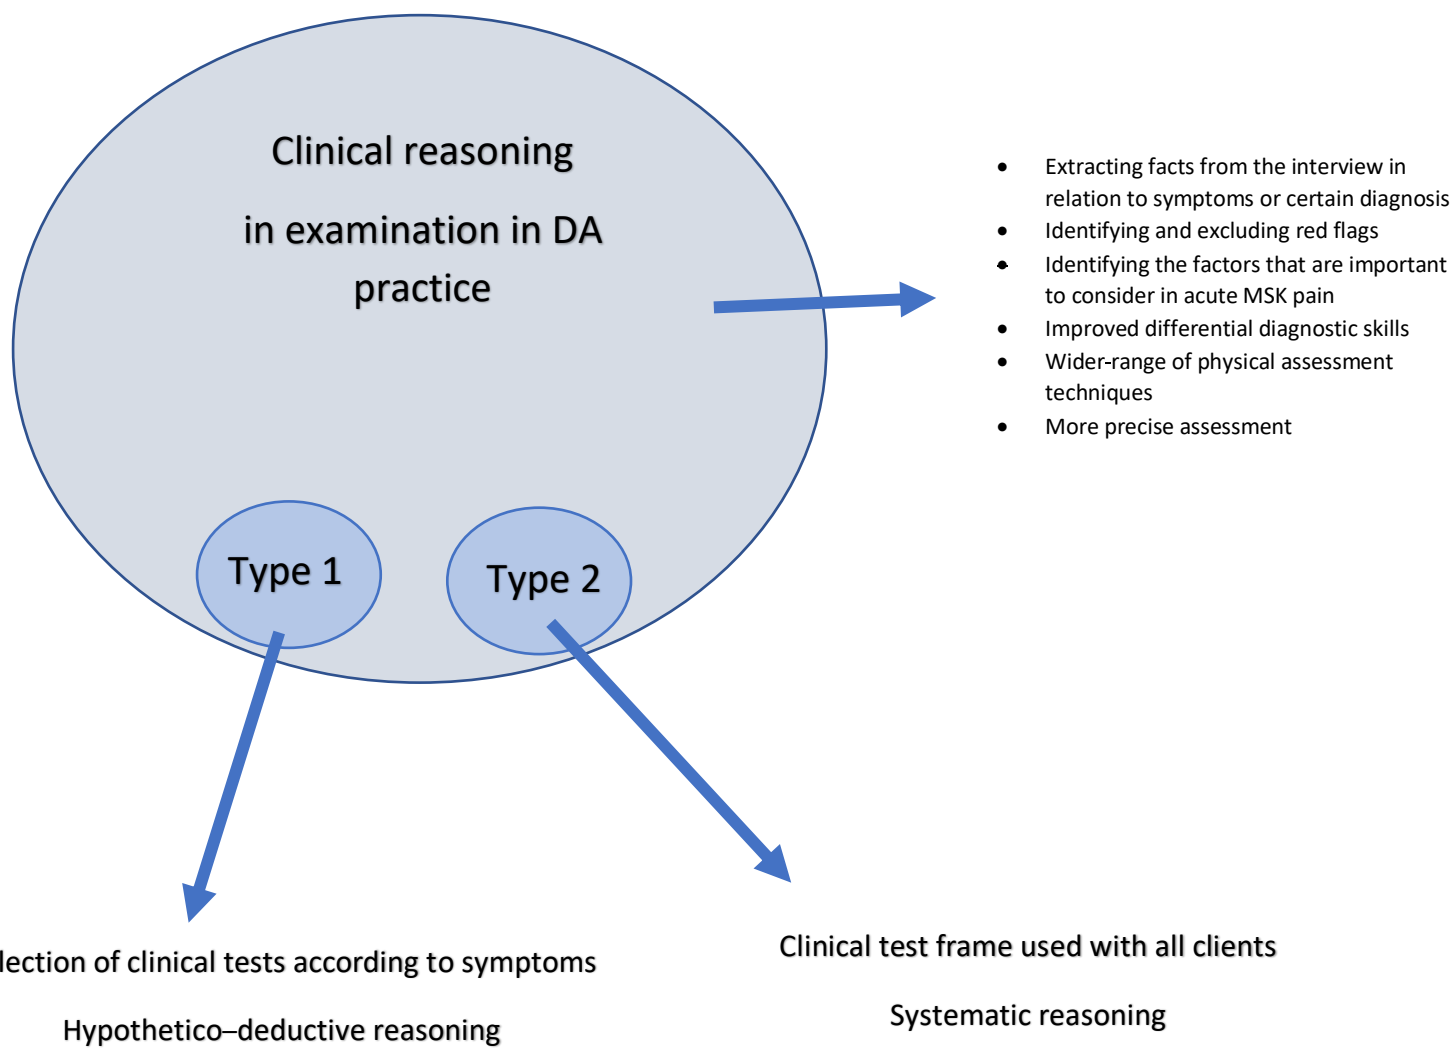 Clinical reasoning
in examination in DA
practice
• Extracting facts from the interview in
relation to symptoms or certain diagnosis
• Identifying and excluding red flags
• Identifying the factors that are important
to consider in acute MSK pain
• Improved differential diagnostic skills
• Wider-range of physical assessment
techniques
• More precise assessment
Type 1
Type 2
lection of clinical tests according to symptoms
Hypothetico–deductive reasoning
Clinical test frame used with all clients
Systematic reasoning